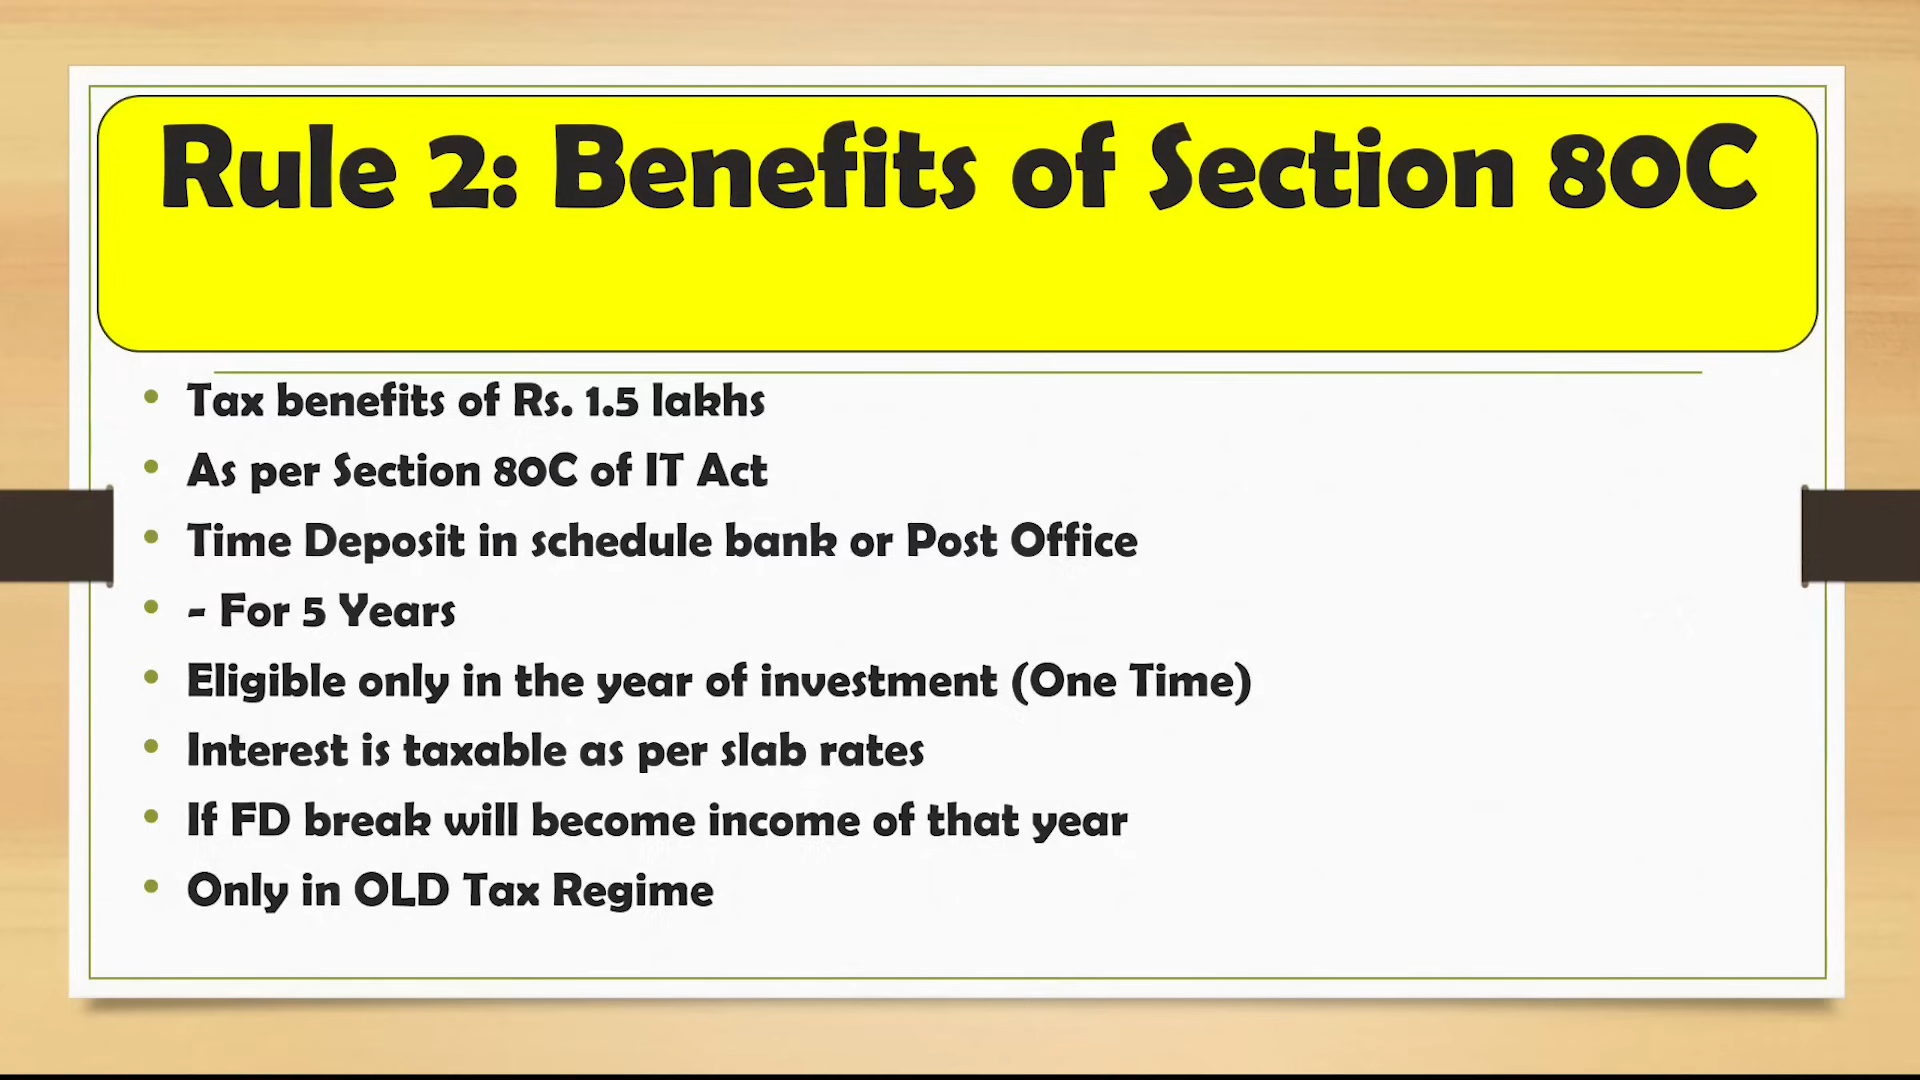 Rule 2: Benefits of Section 80C
• Tax benefits of Rs. 1.5 lakhs
• As per Section 80C of IT Act
• Time Deposit in schedule bank or Post Office
• - For 5 Years
• Eligible only in the year of investment (One Time)
• Interest is taxable as per slab rates
• If FD break will become income of that year
• Only in OLD Tax Regime